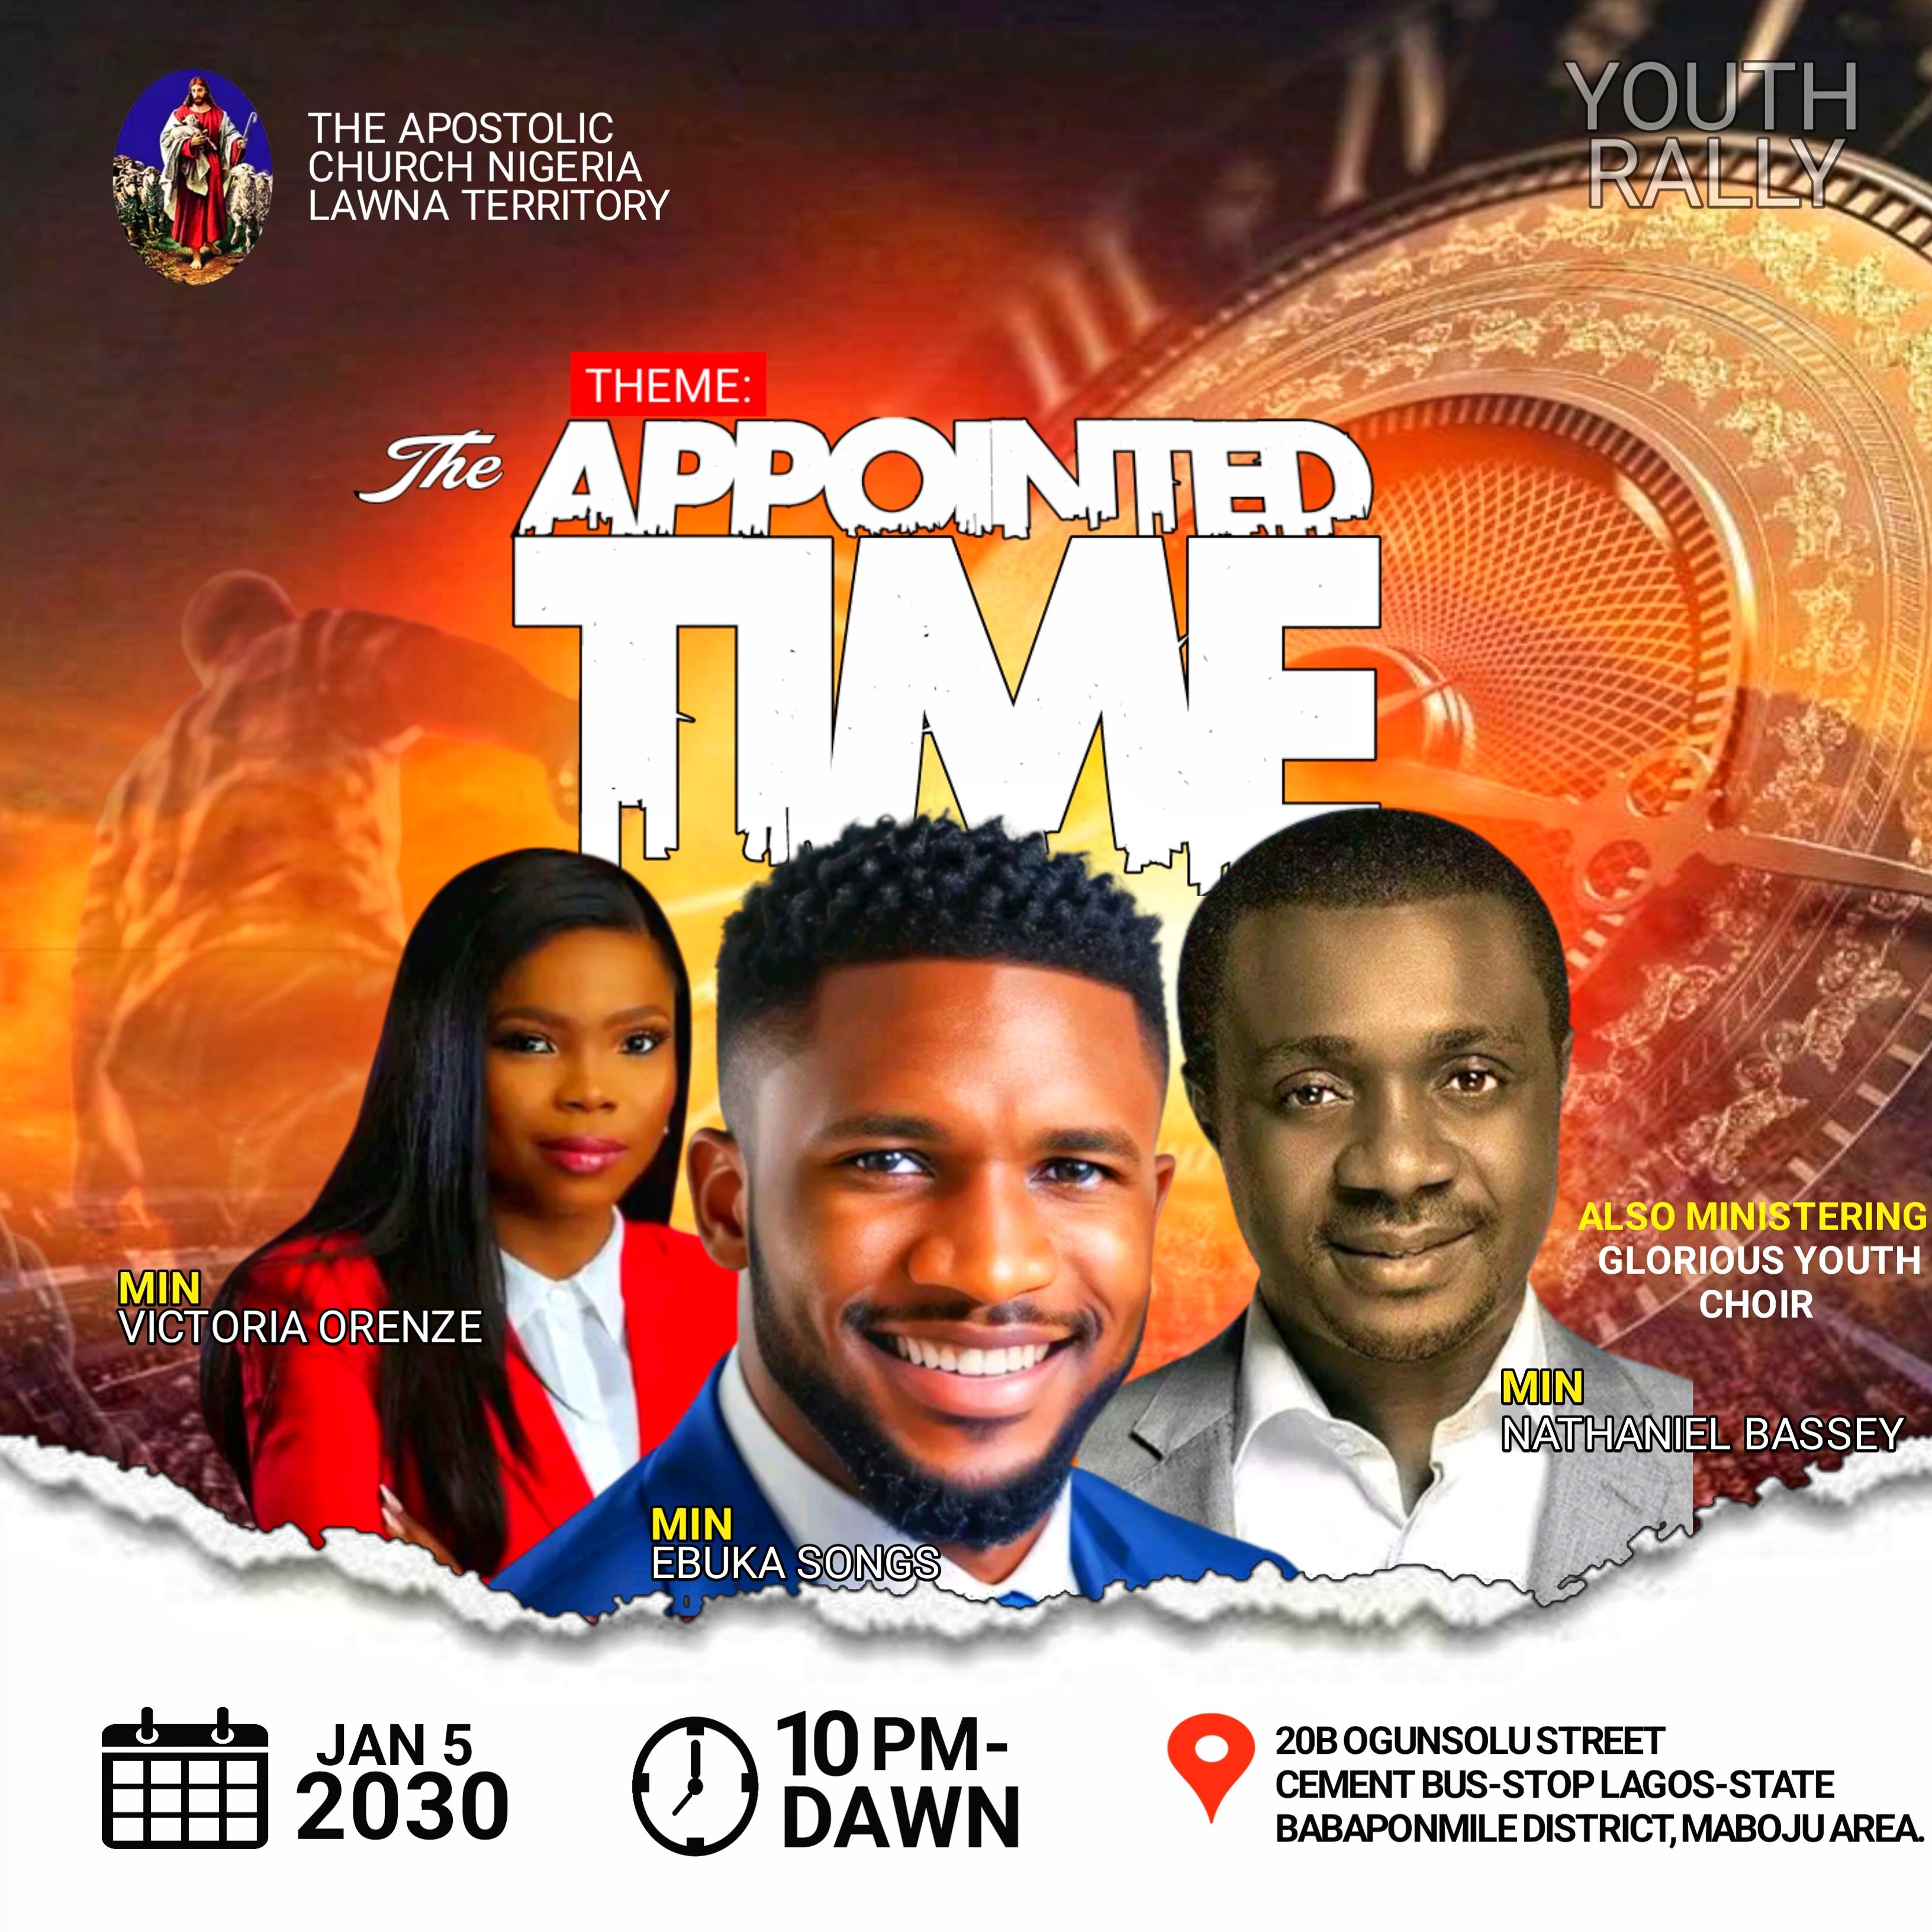 THE APOSTOLIC
CHURCH NIGERIA
LAWNA TERRITORY
YOUTH
RALLY
THEME:
The APPOINTED
TIME
ALSO MINISTERING
GLORIOUS YOUTH
CHOIR
MIN
VICTORIA ORENZE
MIN
NATHANIEL BASSEY
MIN
EBUKA SONGS
JAN 5
2030
10 PM-
DAWN
20B OGUNSOLU STREET
CEMENT BUS-STOP LAGOS-STATE
BABAPONMILE DISTRICT, MABOJU AREA.